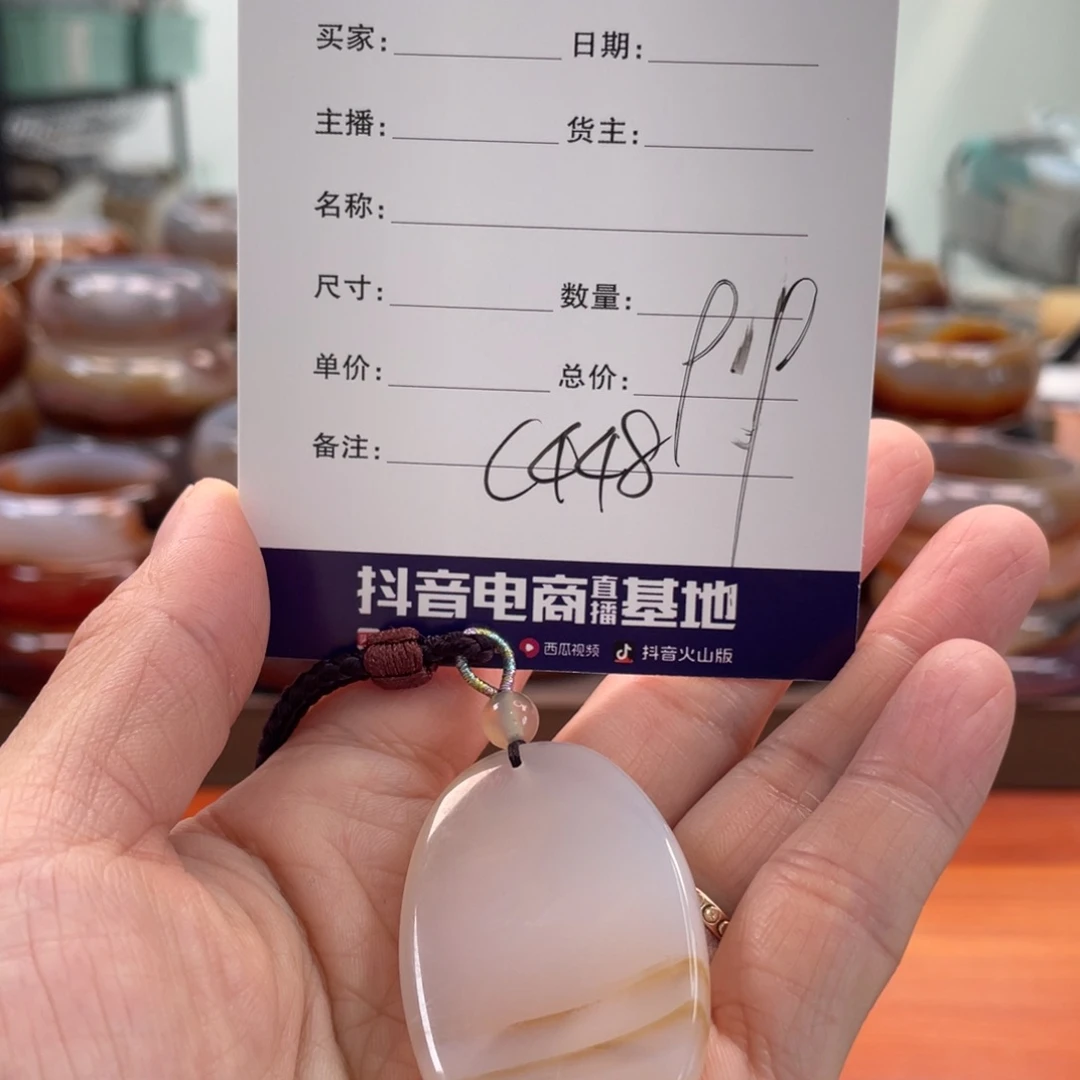 买家： 日期：
主播： 货主：
名称：
尺寸： 数量：
单价： 总价：
备注： C448
抖音电商直播基地
西瓜视频 抖音火山版